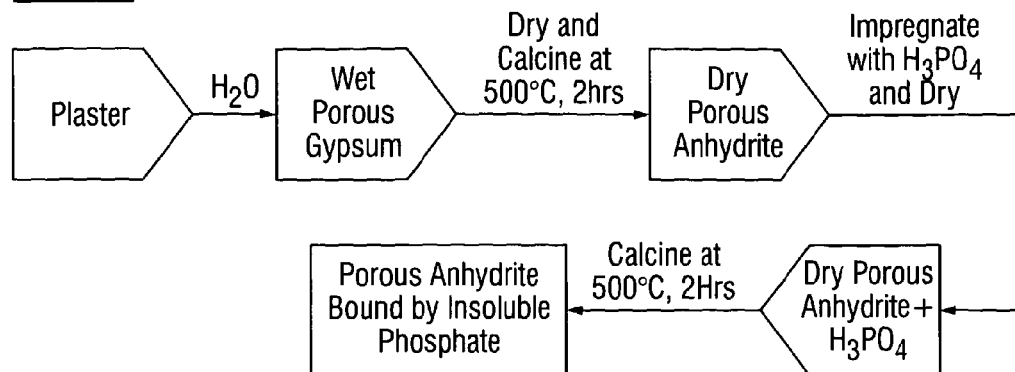 Plaster
H₂O
Wet
Porous
Gypsum
Dry and
Calcine at
500°C, 2hrs
Dry
Porous
Anhydrite
Impregnate
with H₃PO₄
and Dry
Dry Porous
Anhydrite+
H₃PO₄
Calcine at
500°C, 2Hrs
Porous Anhydrite
Bound by Insoluble
Phosphate